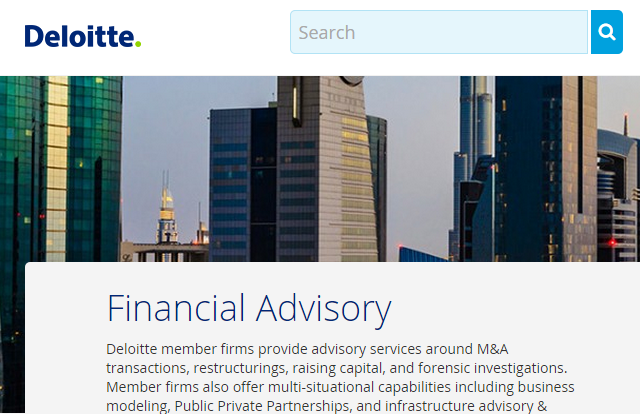 Deloitte.
Search
Financial Advisory
Deloitte member firms provide advisory services around M&A
transactions, restructurings, raising capital, and forensic investigations.
Member firms also offer multi-situational capabilities including business
modeling, Public Private Partnerships, and infrastructure advisory &